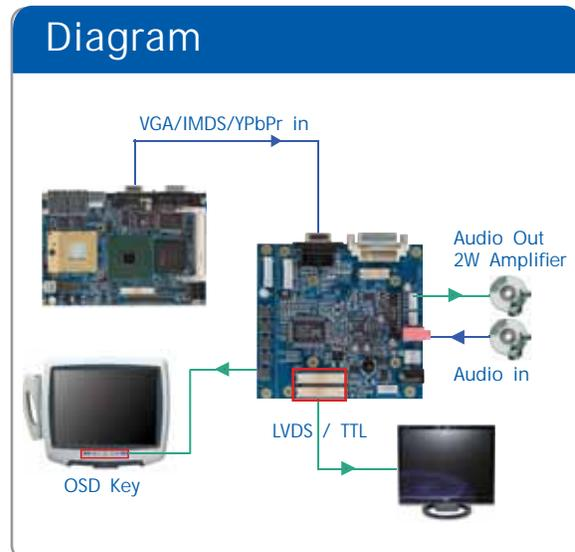 Diagram
VGA/IMDS/YPbPr in
Audio Out
2W Amplifier
Audio in
LVDS / TTL
OSD Key